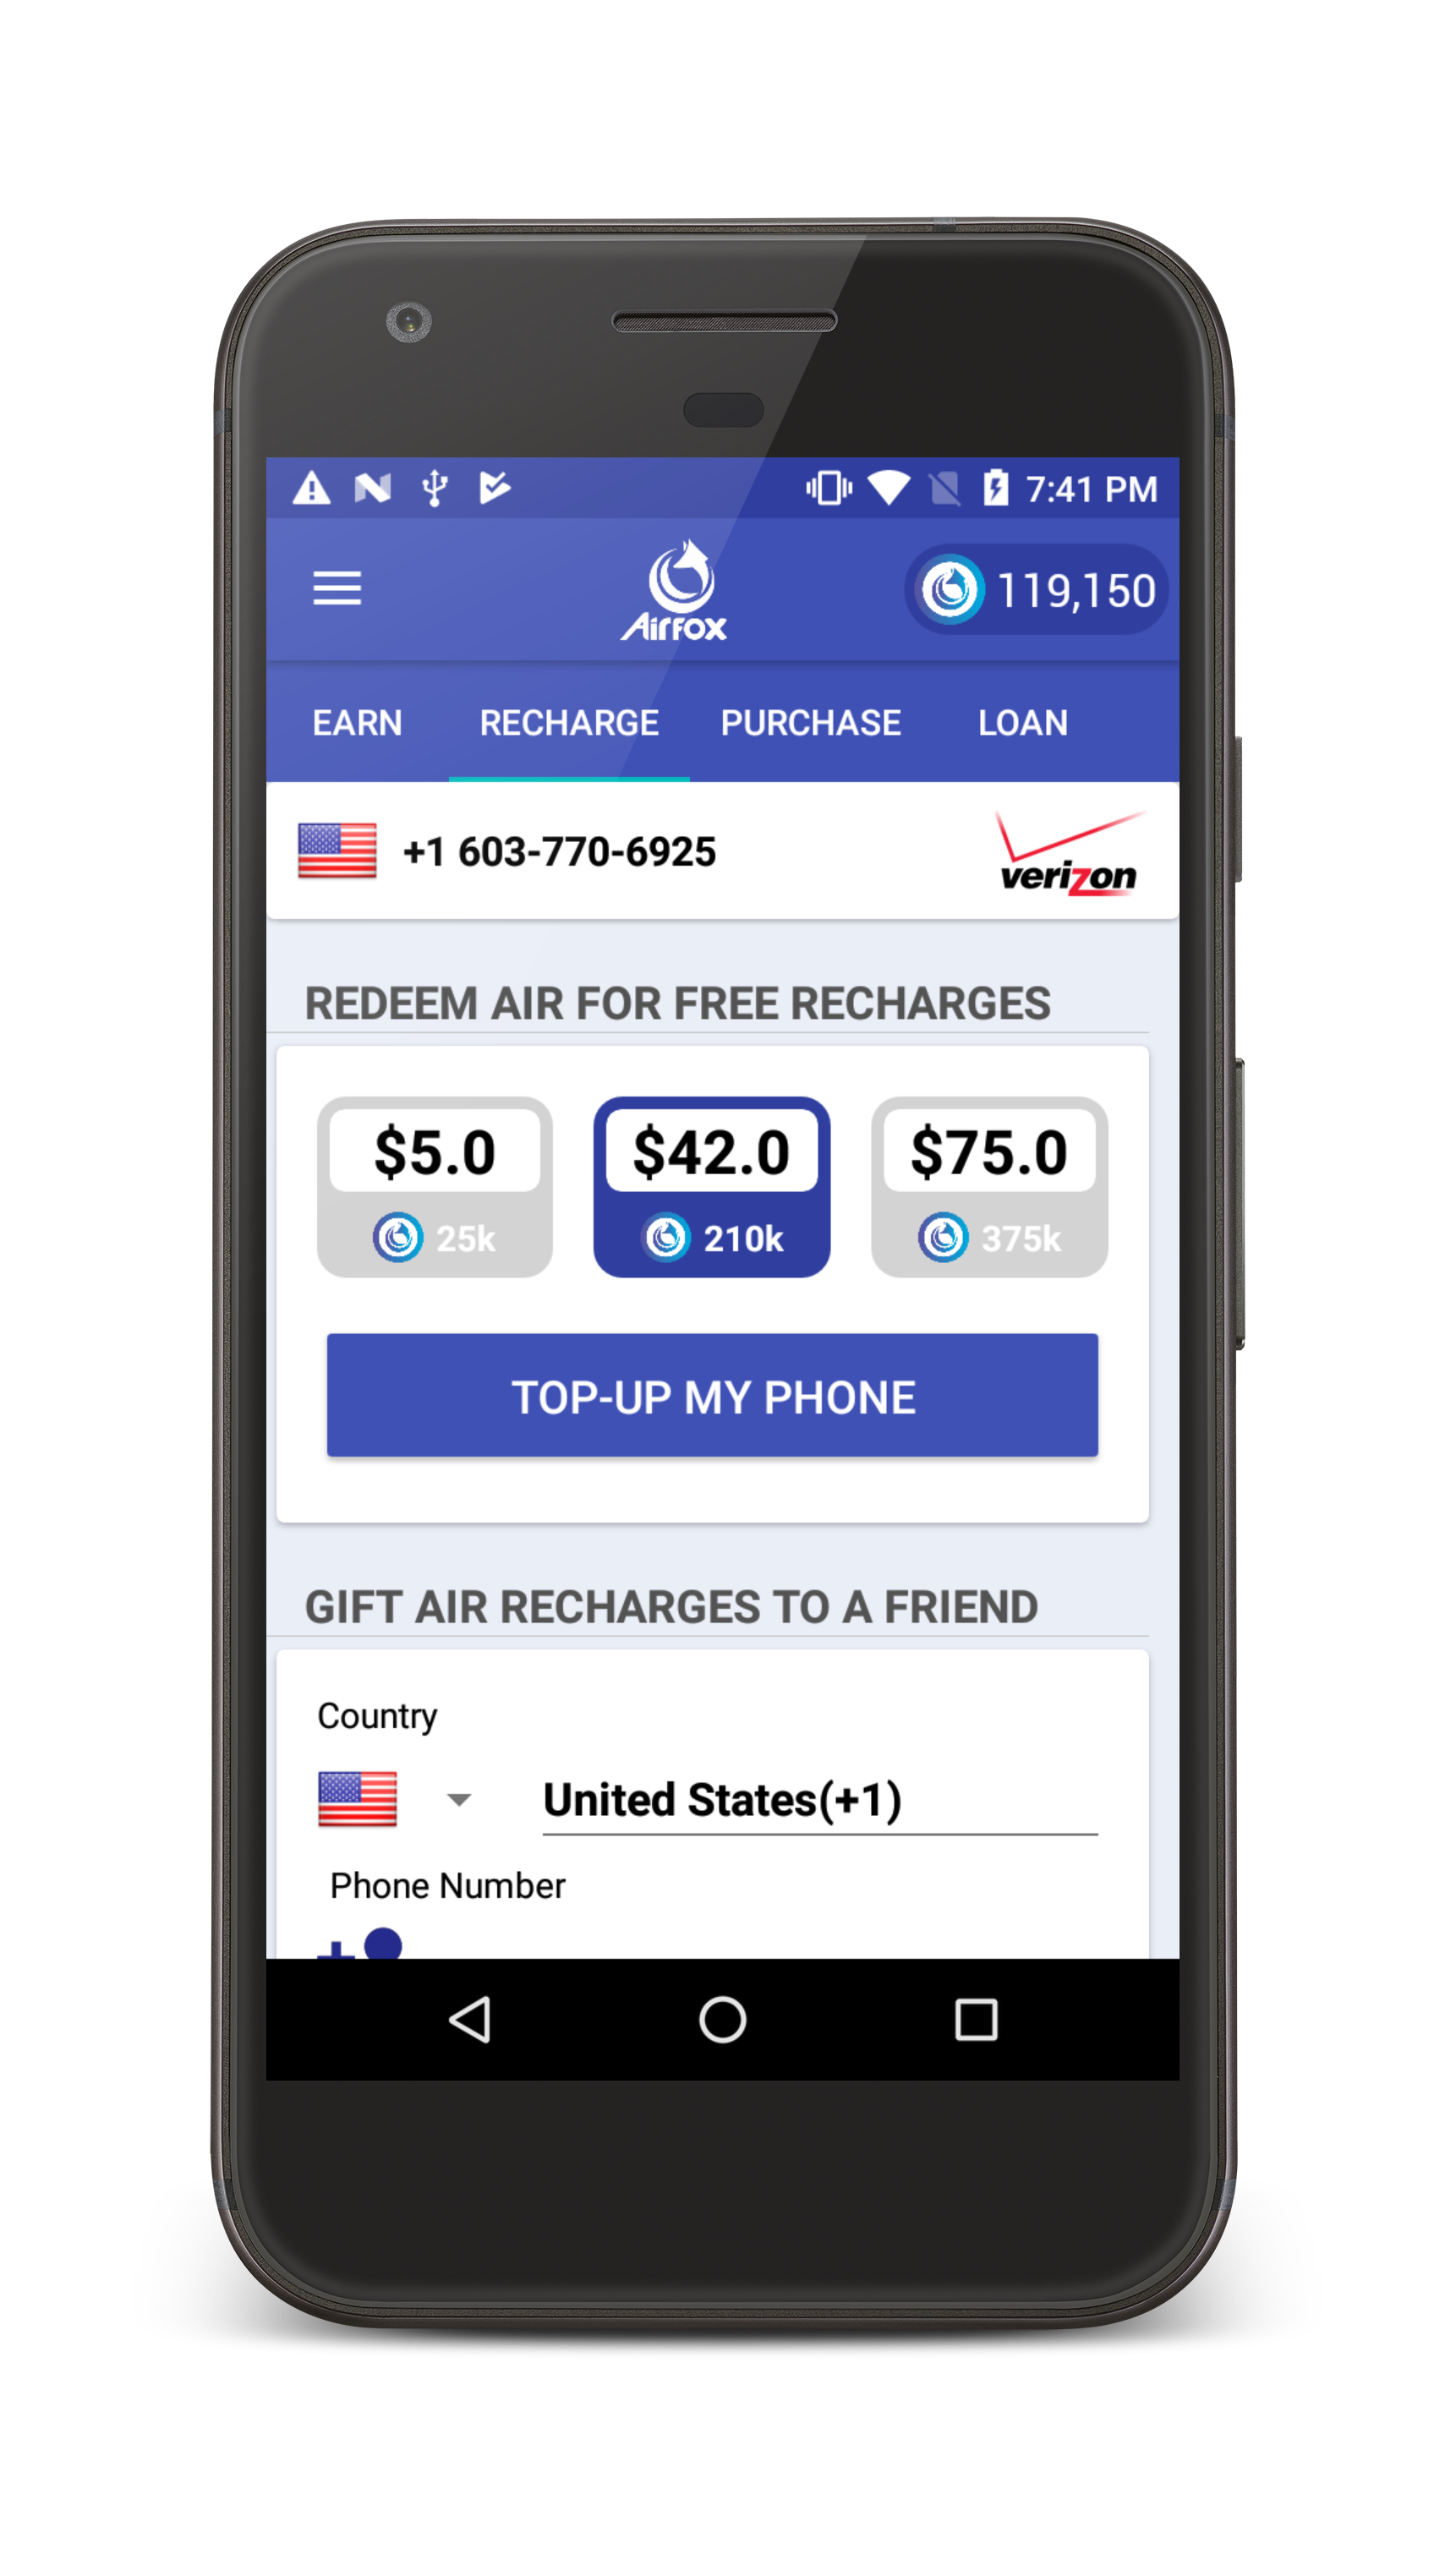 7:41 PM
Airfox
119,150
EARN RECHARGE PURCHASE LOAN
+1 603-770-6925
verizon
REDEEM AIR FOR FREE RECHARGES
$5.0 $42.0 $75.0
25k 210k 375k
TOP-UP MY PHONE
GIFT AIR RECHARGES TO A FRIEND
Country
United States(+1)
Phone Number
+